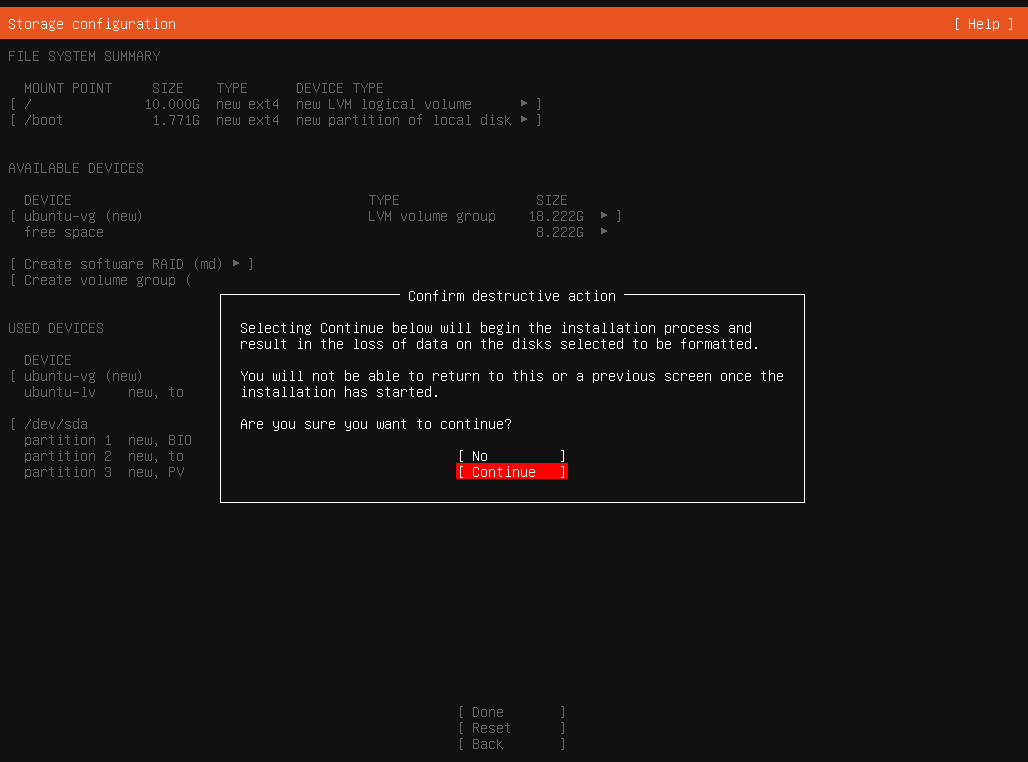 Storage configuration [ Help ]
FILE SYSTEM SUMMARY
MOUNT POINT SIZE TYPE DEVICE TYPE
[ / 10.000G new ext4 new LVM logical volume ▸ ]
[ /boot 1.771G new ext4 new partition of local disk ▸ ]
AVAILABLE DEVICES
DEVICE TYPE SIZE
[ ubuntu-vg (new) LVM volume group 18.222G ▸ ]
free space 8.222G ▸
[ Create software RAID (md) ▸ ]
[ Create volume group (
USED DEVICES
DEVICE
[ ubuntu-vg (new)
ubuntu-lv new, to
[ /dev/sda
partition 1 new, BIO
partition 2 new, to
partition 3 new, PV
Confirm destructive action
Selecting Continue below will begin the installation process and
result in the loss of data on the disks selected to be formatted.
You will not be able to return to this or a previous screen once the
installation has started.
Are you sure you want to continue?
[ No ]
[ Continue ]
[ Done ]
[ Reset ]
[ Back ]